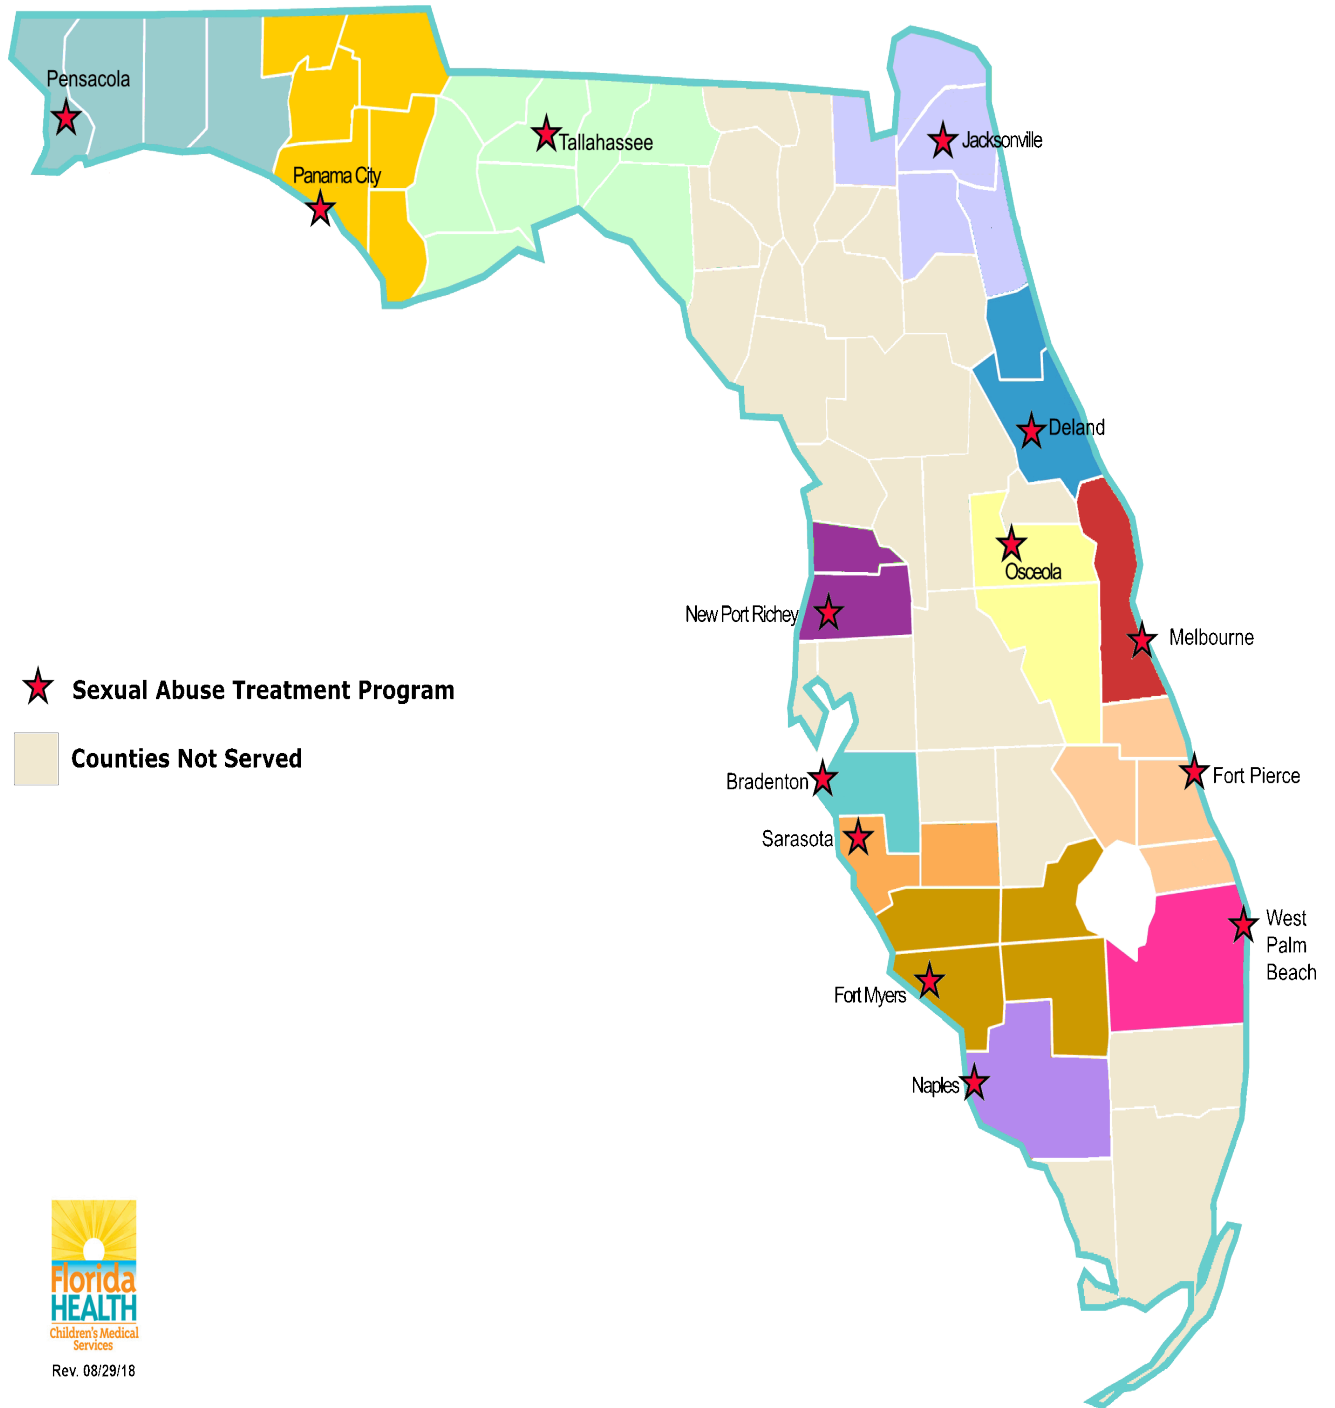 Pensacola
Tallahassee
Jacksonville
Panama City
Deland
Osceola
New Port Richey
Melbourne
Sexual Abuse Treatment Program
Counties Not Served
Bradenton
Fort Pierce
Sarasota
West
Palm
Beach
Fort Myers
Naples
Florida
HEALTH
Children's Medical
Services
Rev. 08/29/18